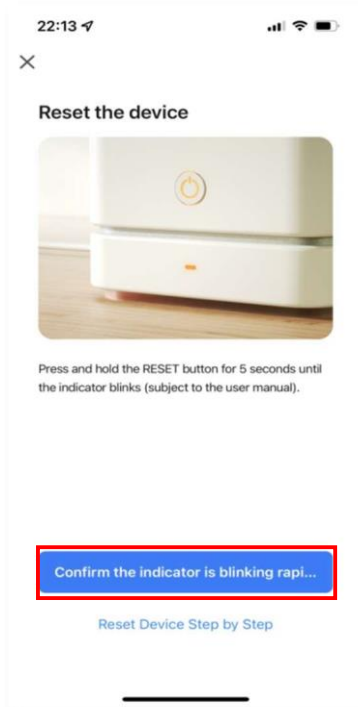 22:13
Reset the device
Press and hold the RESET button for 5 seconds until
the indicator blinks (subject to the user manual).
Confirm the indicator is blinking rapi...
Reset Device Step by Step